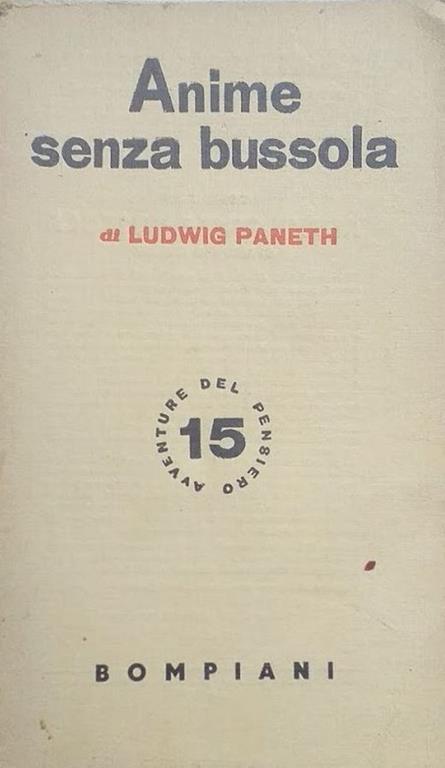 Anime
senza bussola
di LUDWIG PANETH
AVVENTURE DEL PENSIERO
15
BOMPIANI